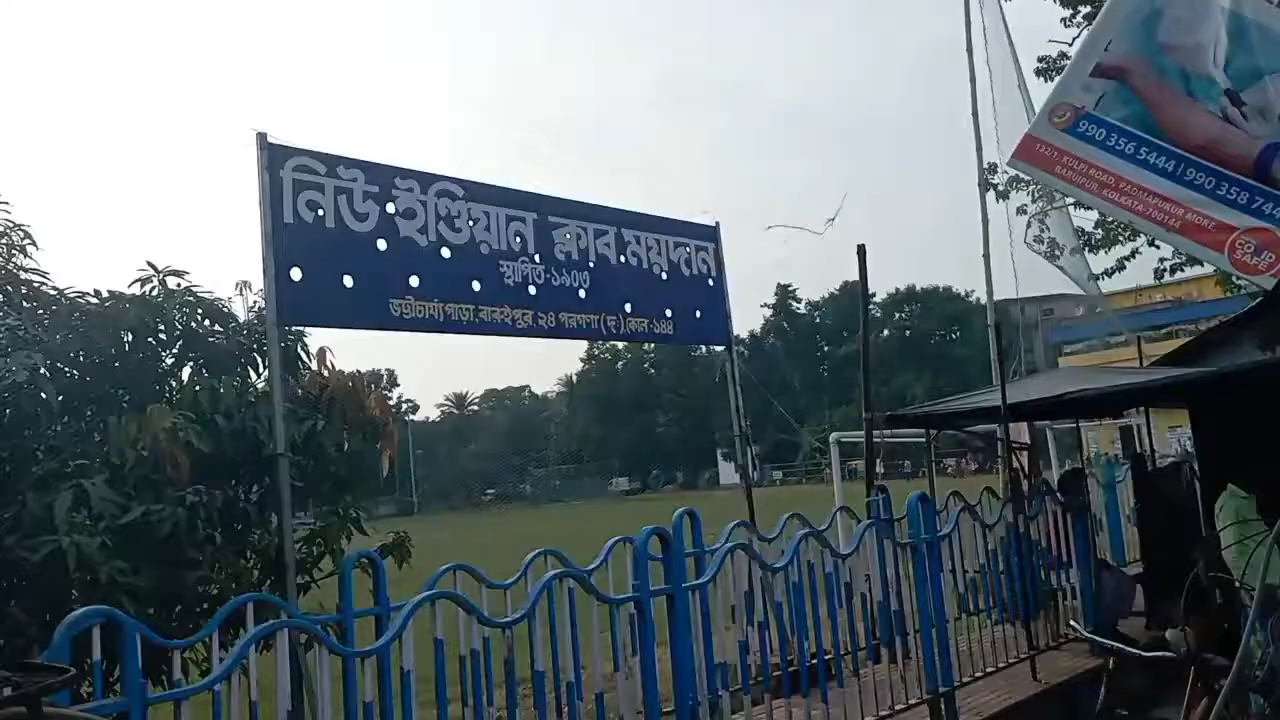 নিউ ইণ্ডিয়ান ক্লাব ময়দান
স্থাপিত-১৯০৩
ভট্টাচার্য্যপাড়া, বারুইপুর, ২৪ পরগণা (দঃ), কোল-১৪৪
990 356 5444 | 990 358 744
132/1, KULPI ROAD, PADMAPUKUR MORE,
BARUIPUR, KOLKATA-700144
SAFE